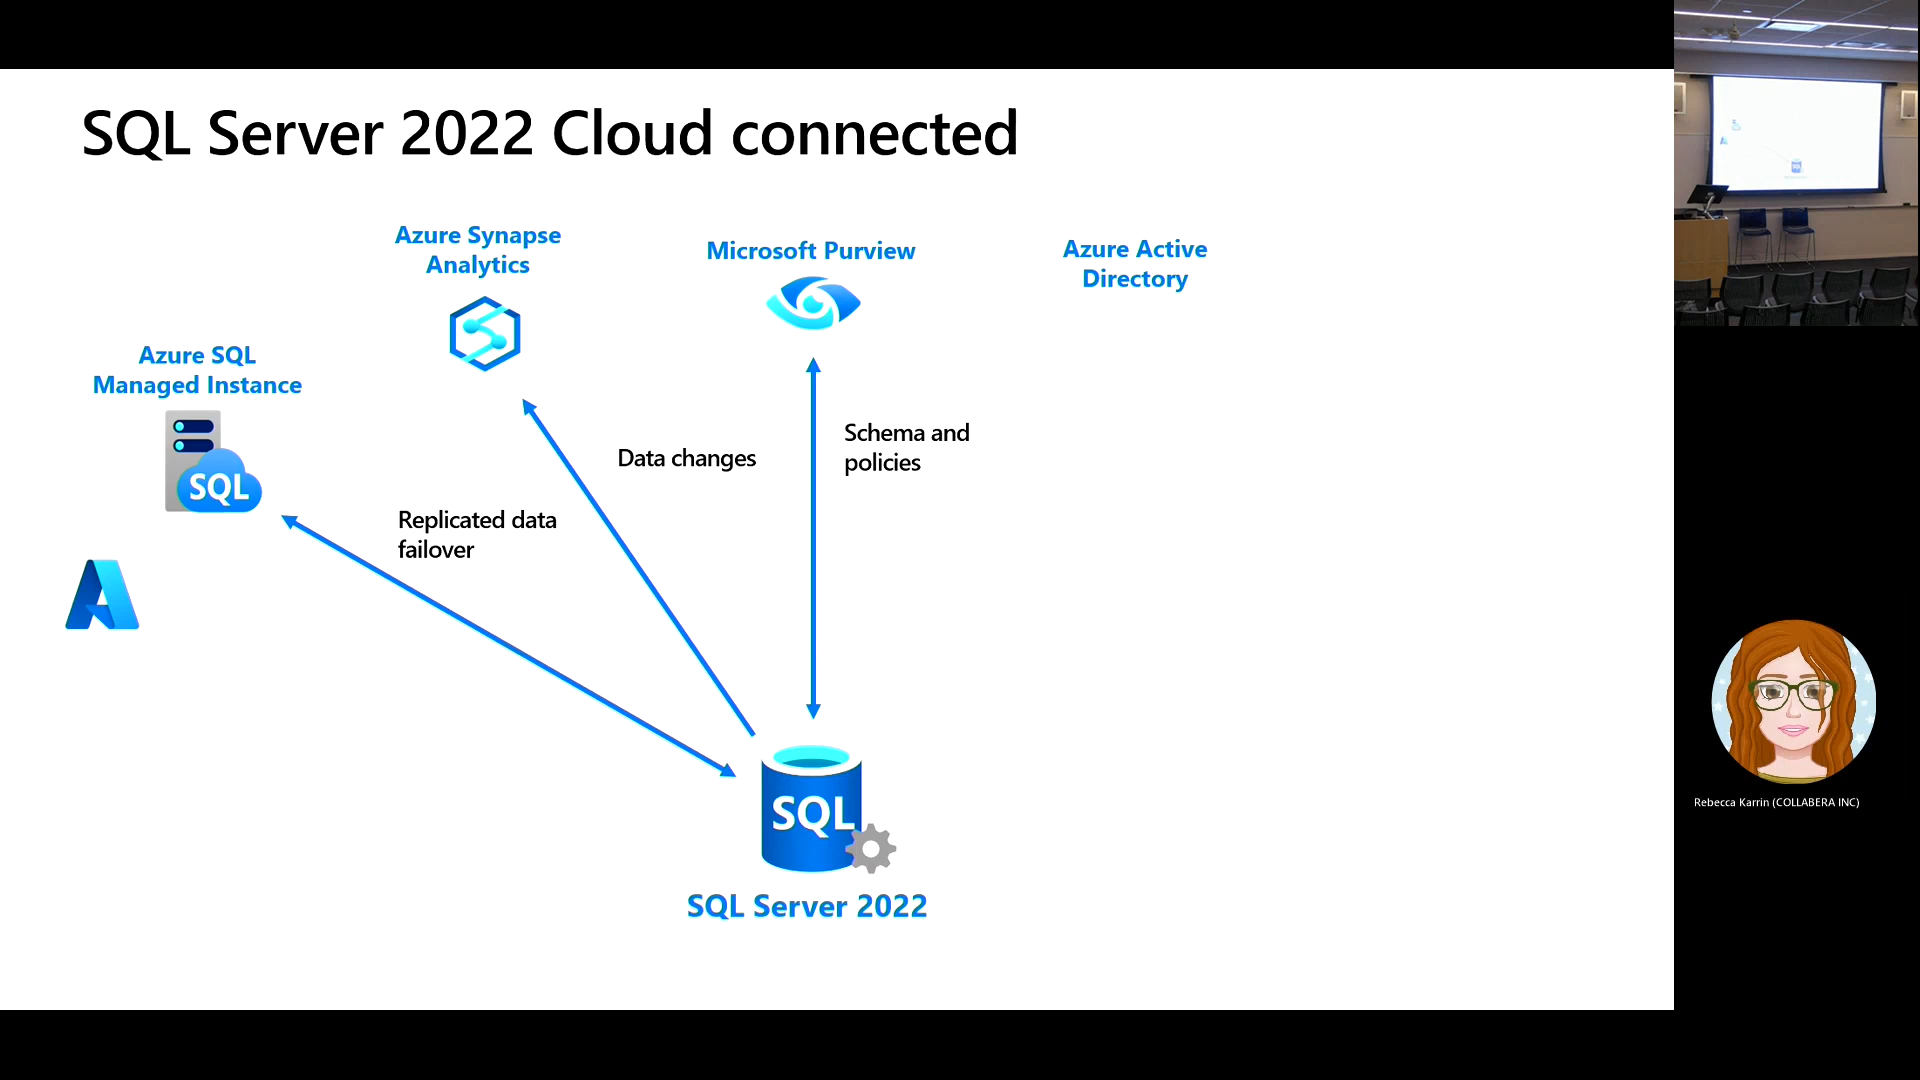 SQL Server 2022 Cloud connected
Azure Synapse
Analytics
Microsoft Purview
Azure Active
Directory
Azure SQL
Managed Instance
SQL
Schema and
policies
Data changes
Replicated data
failover
SQL
SQL Server 2022
Rebecca Karrin (COLLABERA INC)